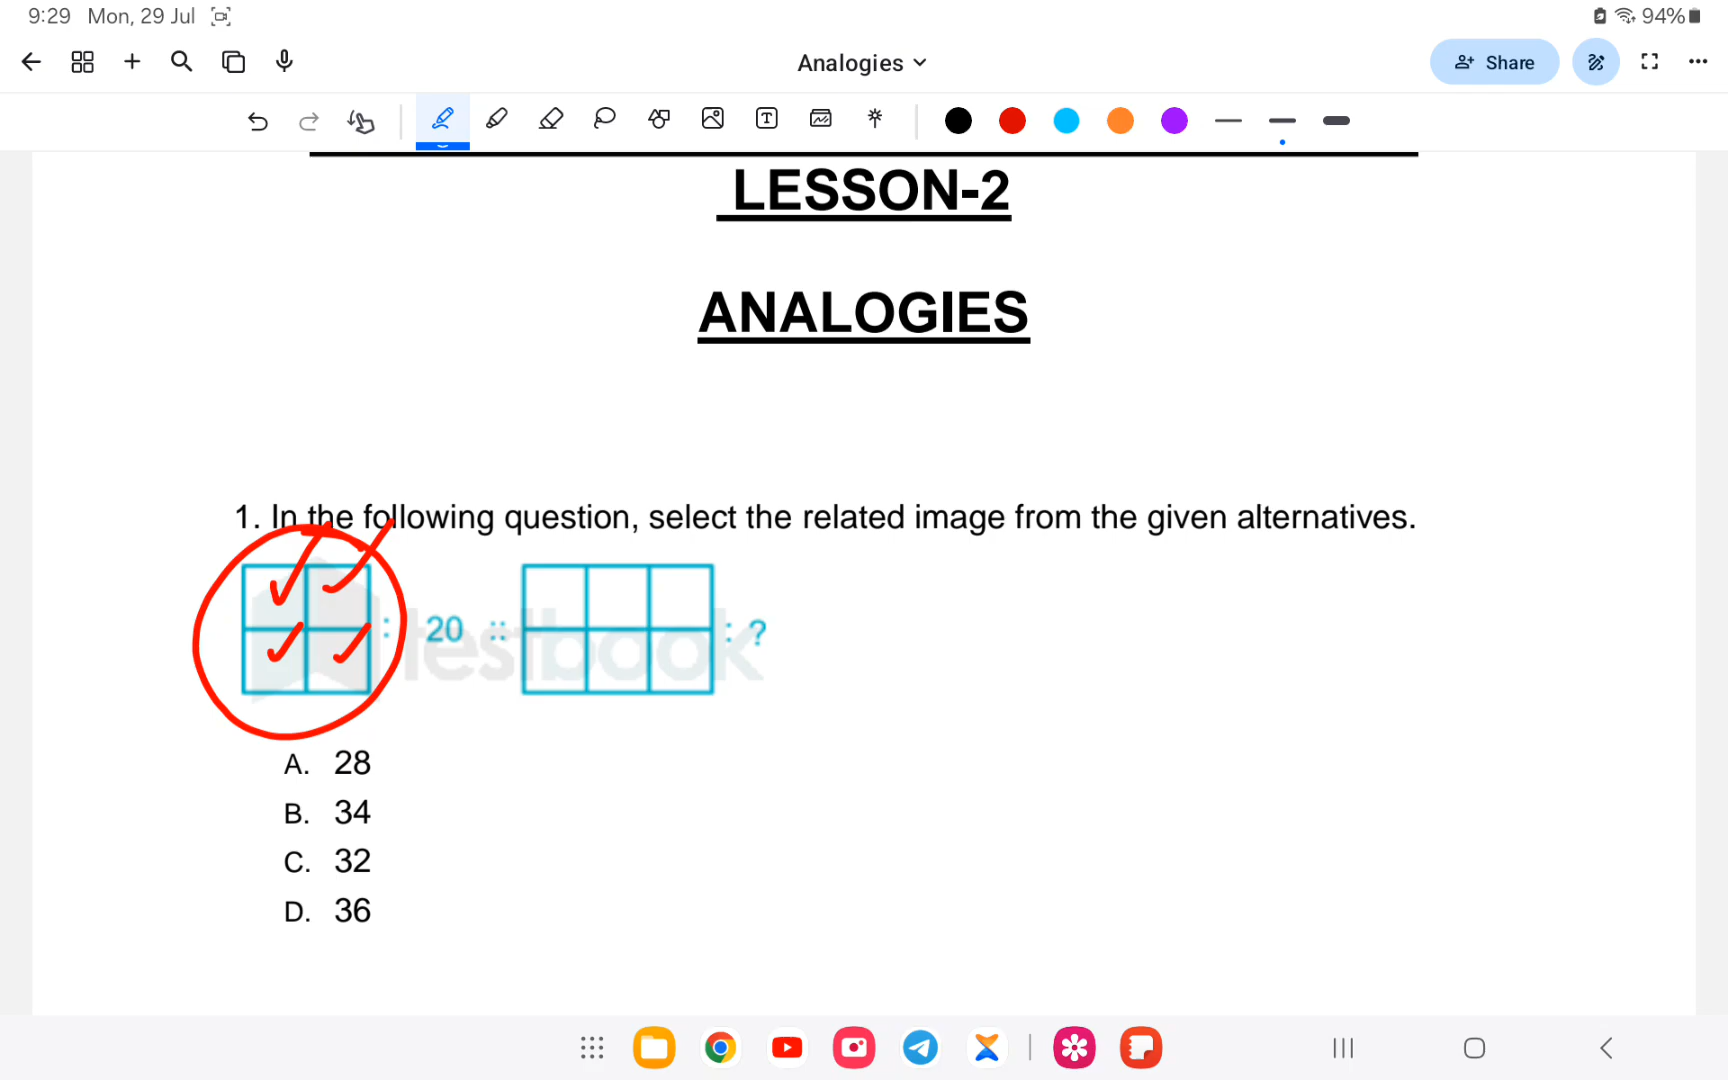 9:29 Mon, 29 Jul 94%
Analogies
Share
LESSON-2
ANALOGIES
1. In the following question, select the related image from the given alternatives.
: 20 :: : ?
testbook
A. 28
B. 34
C. 32
D. 36